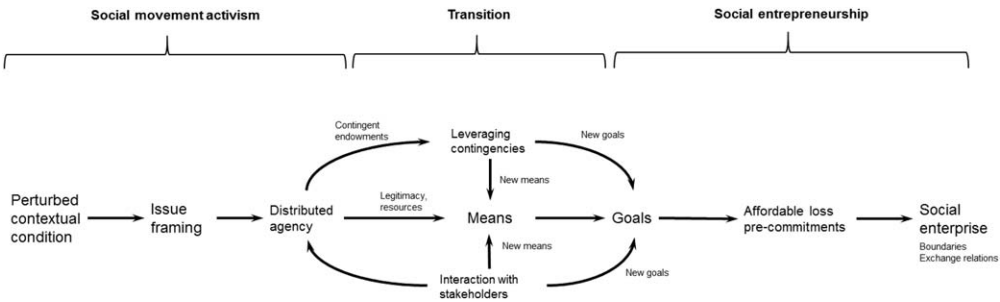 Social movement activism
Transition
Social entrepreneurship
Contingent
endowments
Leveraging
contingencies
New goals
New means
Perturbed
contextual
condition
Issue
framing
Distributed
agency
Legitimacy,
resources
Means
Goals
Affordable loss
pre-commitments
Social
enterprise
Boundaries
Exchange relations
New means
Interaction with
stakeholders
New goals